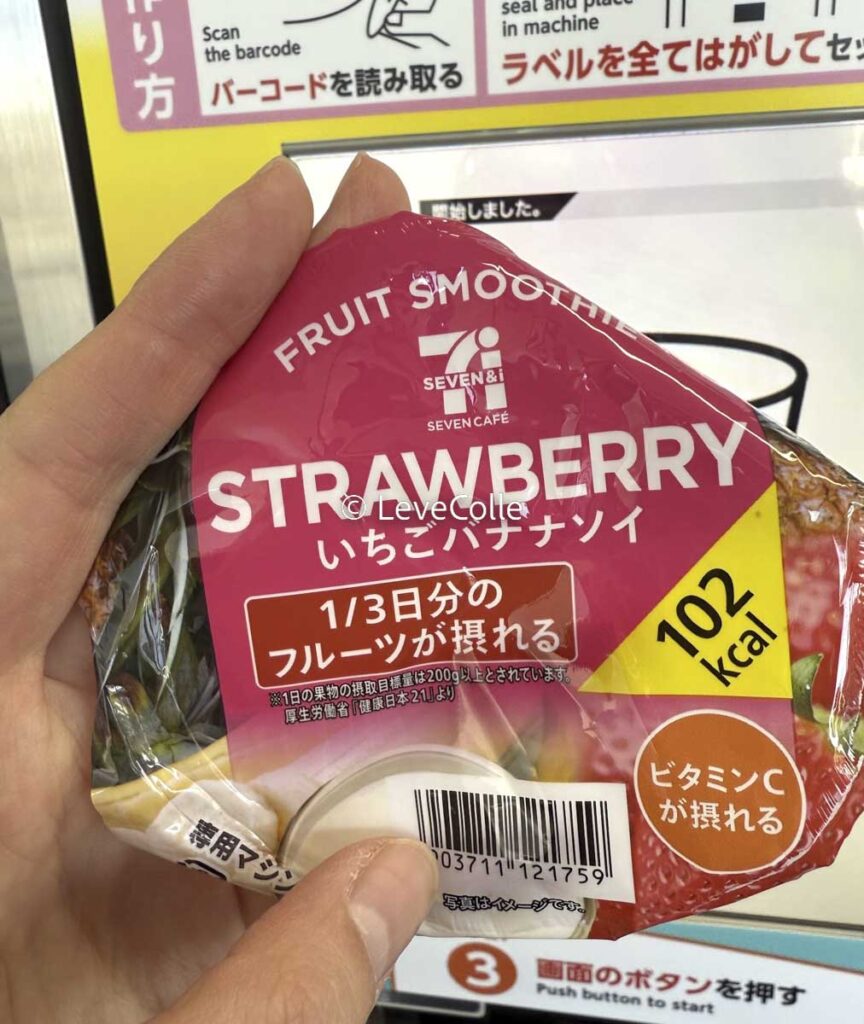 作り方
Scan
the barcode
バーコードを読み取る
seal and place
in machine
ラベルを全てはがしてセッ
開始しました。
FRUIT SMOOTHIE
7i
SEVEN&i
SEVEN CAFÉ
STRAWBERRY
© LeveColle
いちごバナナソイ
1/3日分の
フルーツが摂れる
※1日の果物の摂取目標量は200g以上とされています。
厚生労働省「健康日本21」より
102
kcal
ビタミンC
が摂れる
専用マシン
03711 121759
写真はイメージです。
3 画面のボタンを押す
Push button to start